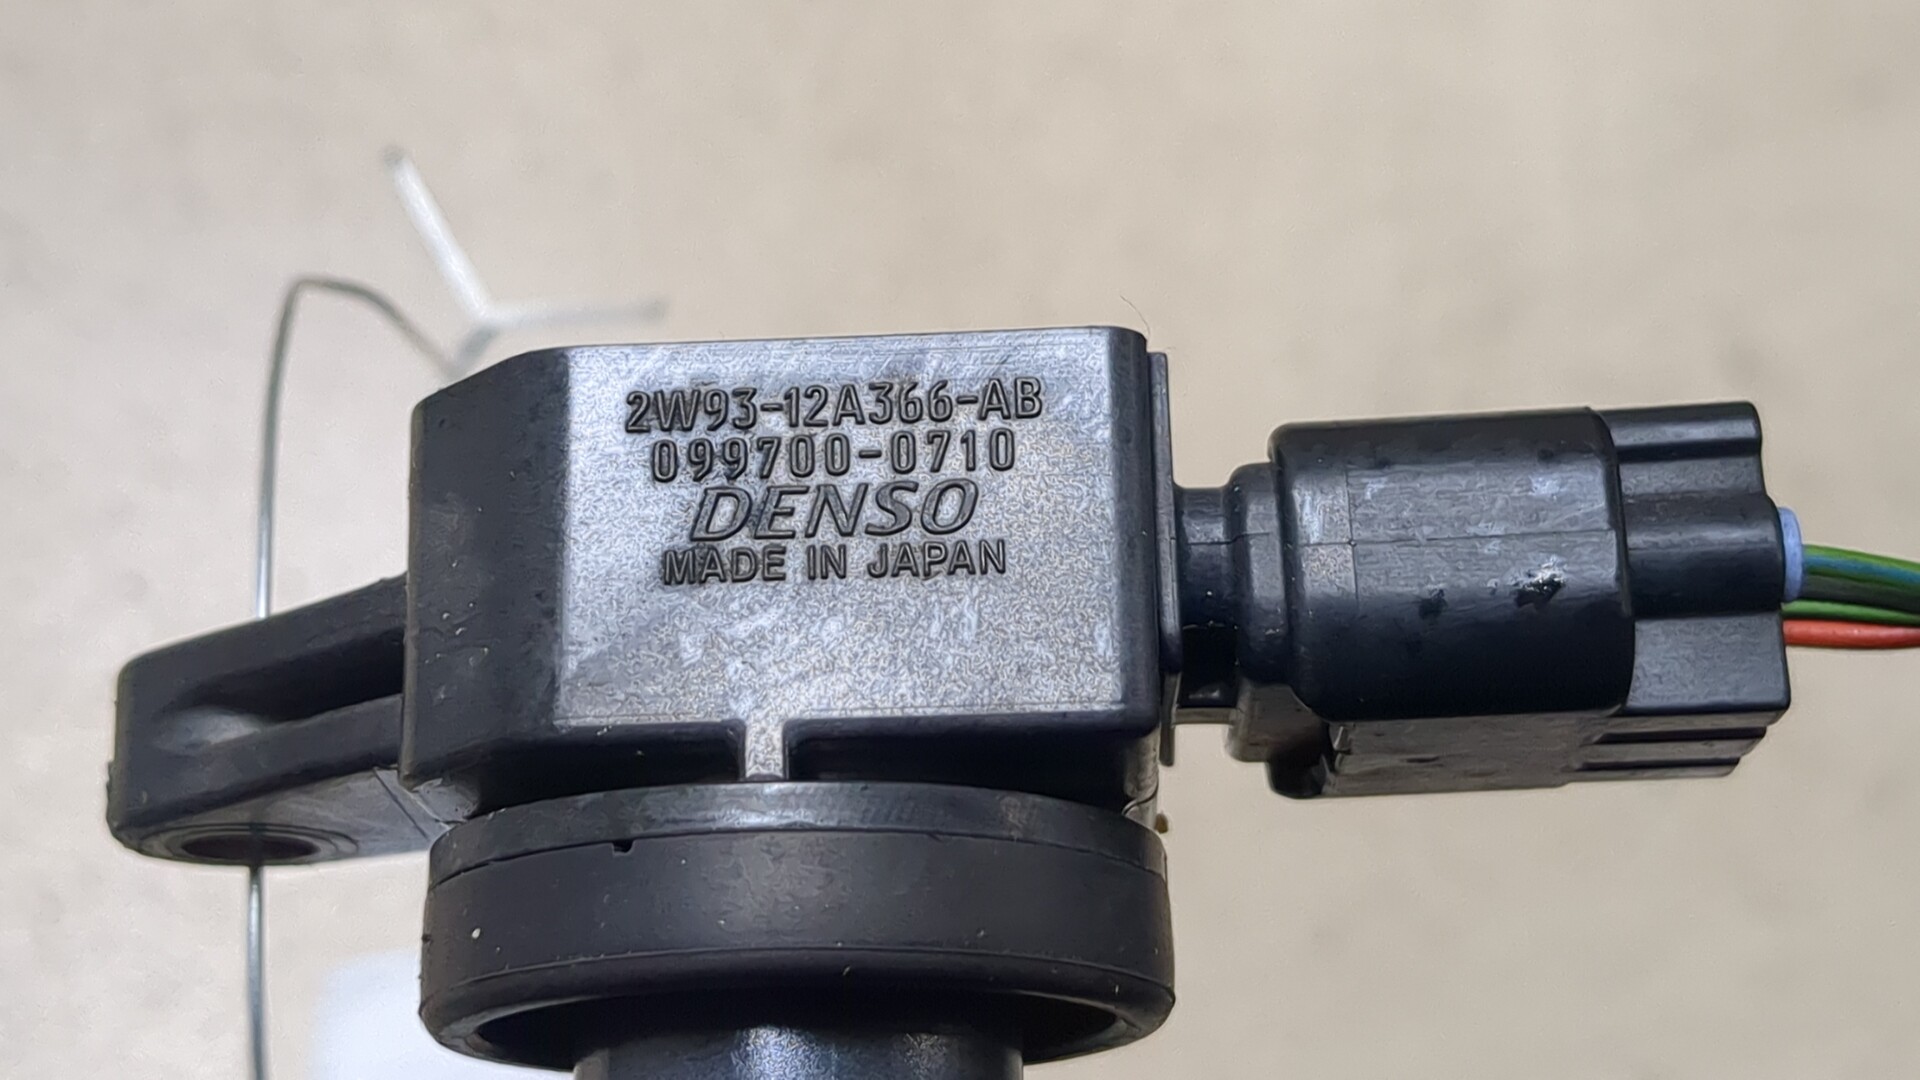 2W93-12A366-AB
099700-0710
DENSO
MADE IN JAPAN